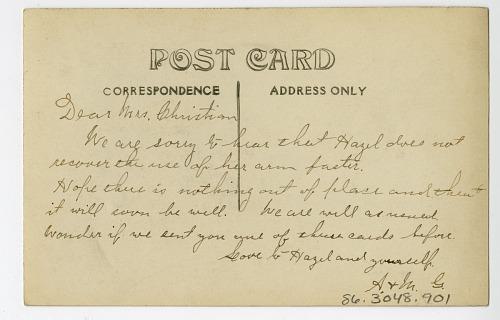 POST CARD
CORRESPONDENCE
ADDRESS ONLY
Dear Mrs. Christian
We are sorry to hear that Hazel does not
recover the use of her arm faster.
Hope there is nothing out of place and that
it will soon be well. We are well as usual
Wonder if we sent you one of these cards before.
Love to Hazel and yourself.
A + M. G.
86.3048.901